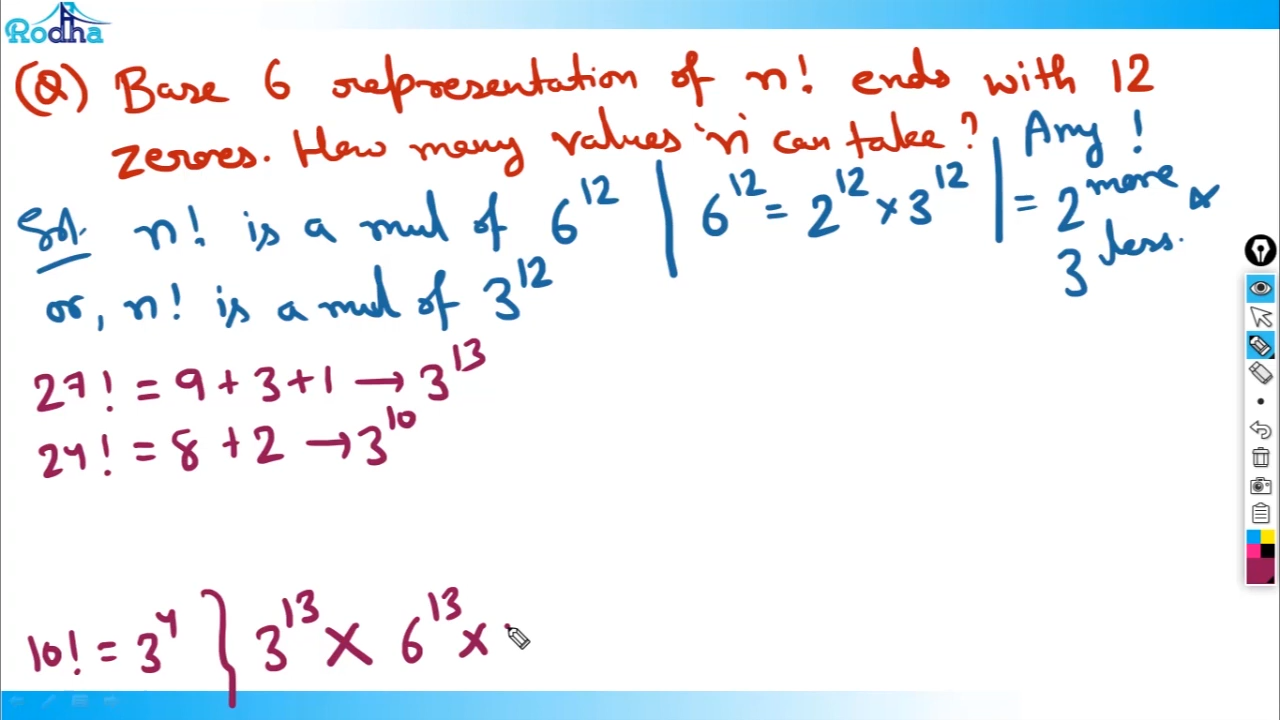 Rodha
(Q) Base 6 representation of n! ends with 12
zeroes. How many values 'n' can take?
Any!
Sol. n! is a mul of 6^12 | 6^12 = 2^12 × 3^12 | = 2 more &
3 less.
or, n! is a mul of 3^12
27! = 9 + 3 + 1 → 3^13
24! = 8 + 2 → 3^10
10! = 3^4 } 3^13 × 6^13 ×